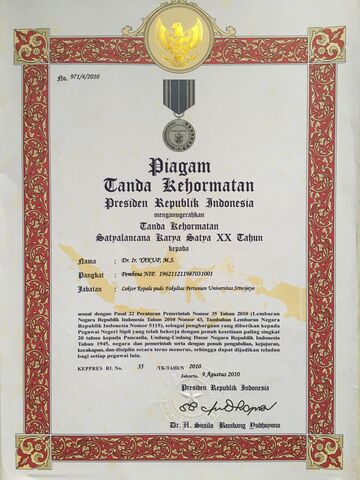 No. 971/4/2010
Piagam
Tanda Kehormatan
Presiden Republik Indonesia
menganugerahkan
Tanda Kehormatan
Satyalancana Karya Satya XX Tahun
kepada
Nama : Dr. Ir. YAKUP, M.S.
Pangkat : Pembina NIP. 196211211987031001
Jabatan : Lektor Kepala pada Fakultas Pertanian Universitas Sriwijaya
sesuai dengan Pasal 22 Peraturan Pemerintah Nomor 35 Tahun 2010 (Lembaran
Negara Republik Indonesia Tahun 2010 Nomor 43, Tambahan Lembaran Negara
Republik Indonesia Nomor 5115), sebagai penghargaan yang diberikan kepada
Pegawai Negeri Sipil yang telah bekerja dengan penuh kesetiaan paling singkat
20 tahun kepada Pancasila, Undang-Undang Dasar Negara Republik Indonesia
Tahun 1945, negara dan pemerintah serta dengan penuh pengabdian, kejujuran,
kecakapan, dan disiplin secara terus menerus, sehingga dapat dijadikan teladan
bagi setiap pegawai lain.
KEPPRES RI. No. 35 /TK/TAHUN 2010
Jakarta, 9 Agustus 2010
Presiden Republik Indonesia
Dr. H. Susilo Bambang Yudhoyono